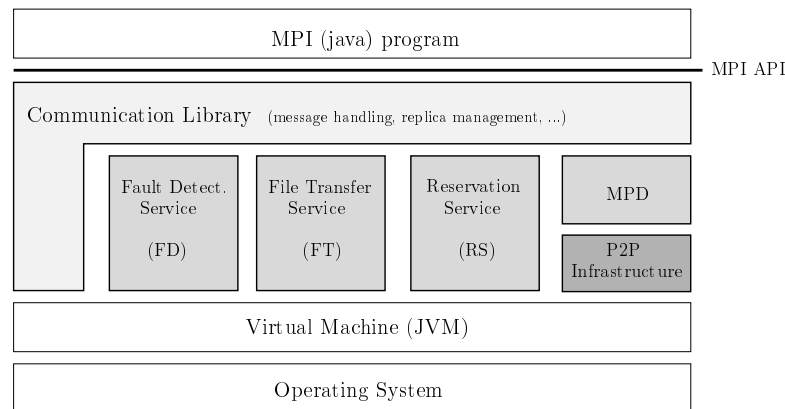 MPI (java) program
MPI API
Communication Library (message handling, replica management, ...)
Fault Detect.
Service
(FD)
File Transfer
Service
(FT)
Reservation
Service
(RS)
MPD
P2P
Infrastructure
Virtual Machine (JVM)
Operating System